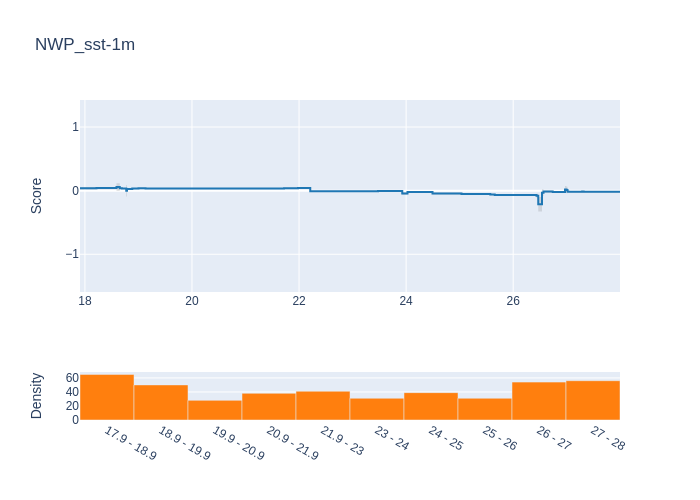 NWP_sst-1m
Score
1
0
−1
18 20 22 24 26
Density
60
40
20
0
17.9 - 18.9
18.9 - 19.9
19.9 - 20.9
20.9 - 21.9
21.9 - 23
23 - 24
24 - 25
25 - 26
26 - 27
27 - 28